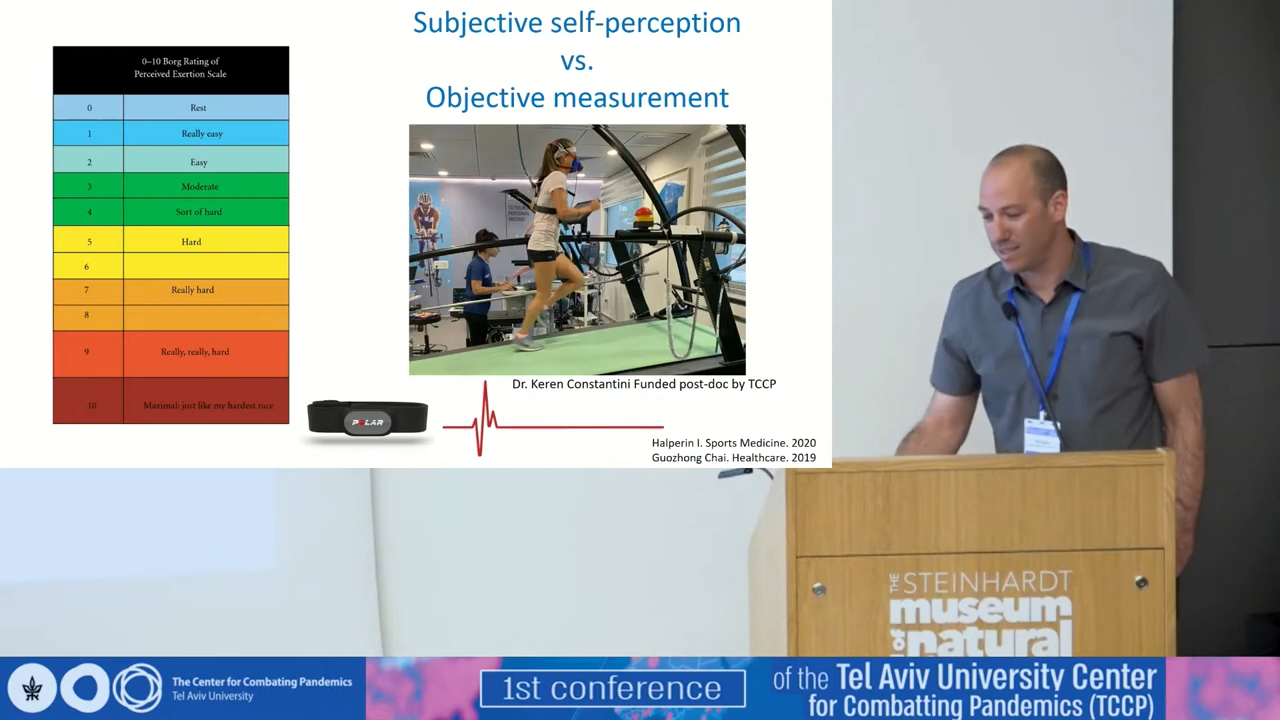 Subjective self-perception
vs.
Objective measurement
0–10 Borg Rating of
Perceived Exertion Scale
0 Rest
1 Really easy
2 Easy
3 Moderate
4 Sort of hard
5 Hard
6
7 Really hard
8
9 Really, really, hard
10 Maximal: just like my hardest race
POLAR
Dr. Keren Constantini Funded post-doc by TCCP
Halperin I. Sports Medicine. 2020
Guozhong Chai. Healthcare. 2019
THE STEINHARDT
museum
of natural
The Center for Combating Pandemics
Tel Aviv University
1st conference
of the Tel Aviv University Center
for Combatting Pandemics (TCCP)